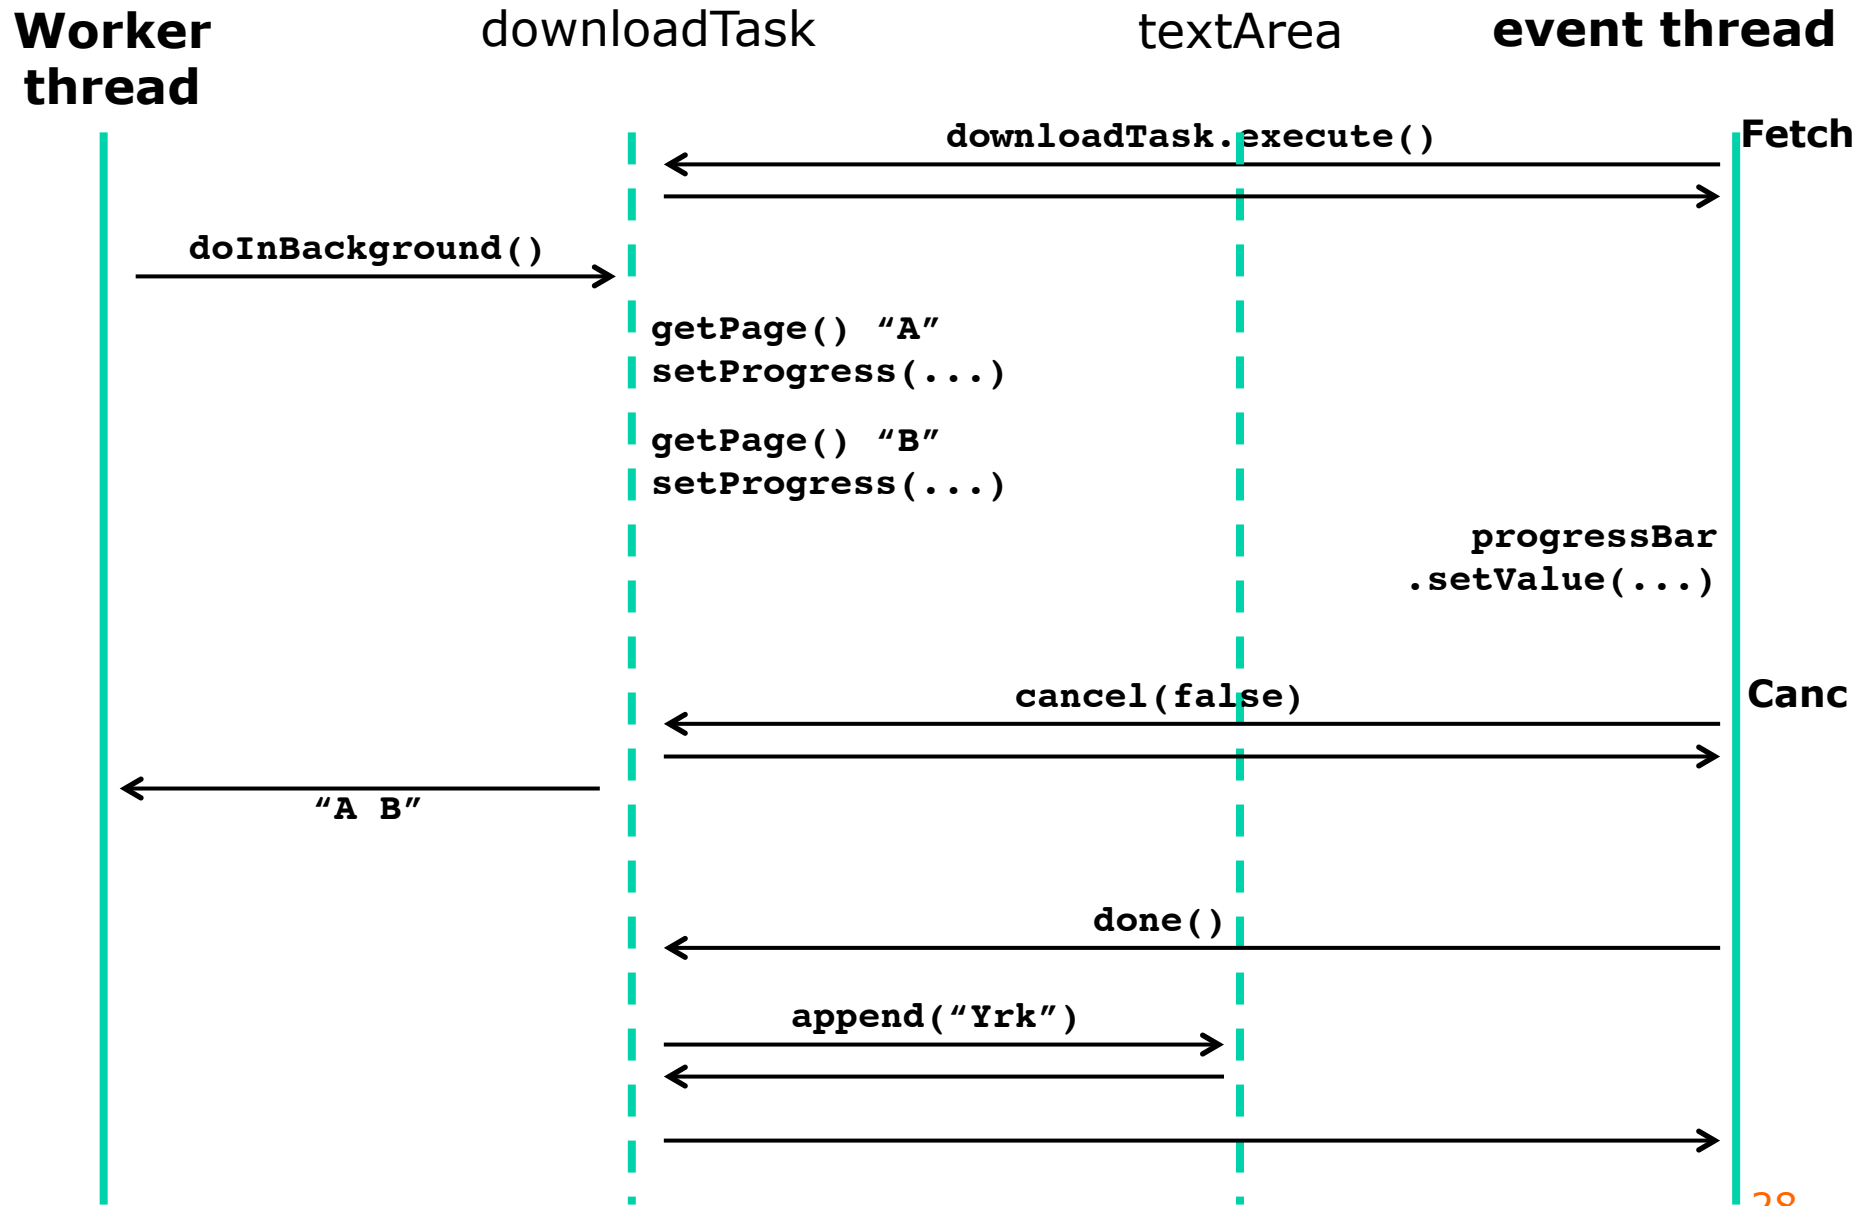 Worker
thread
downloadTask
textArea
event thread
downloadTask.execute()
Fetch
doInBackground()
getPage() “A”
setProgress(...)
getPage() “B”
setProgress(...)
progressBar
.setValue(...)
cancel(false)
Canc
“A B”
done()
append(“Yrk”)
28